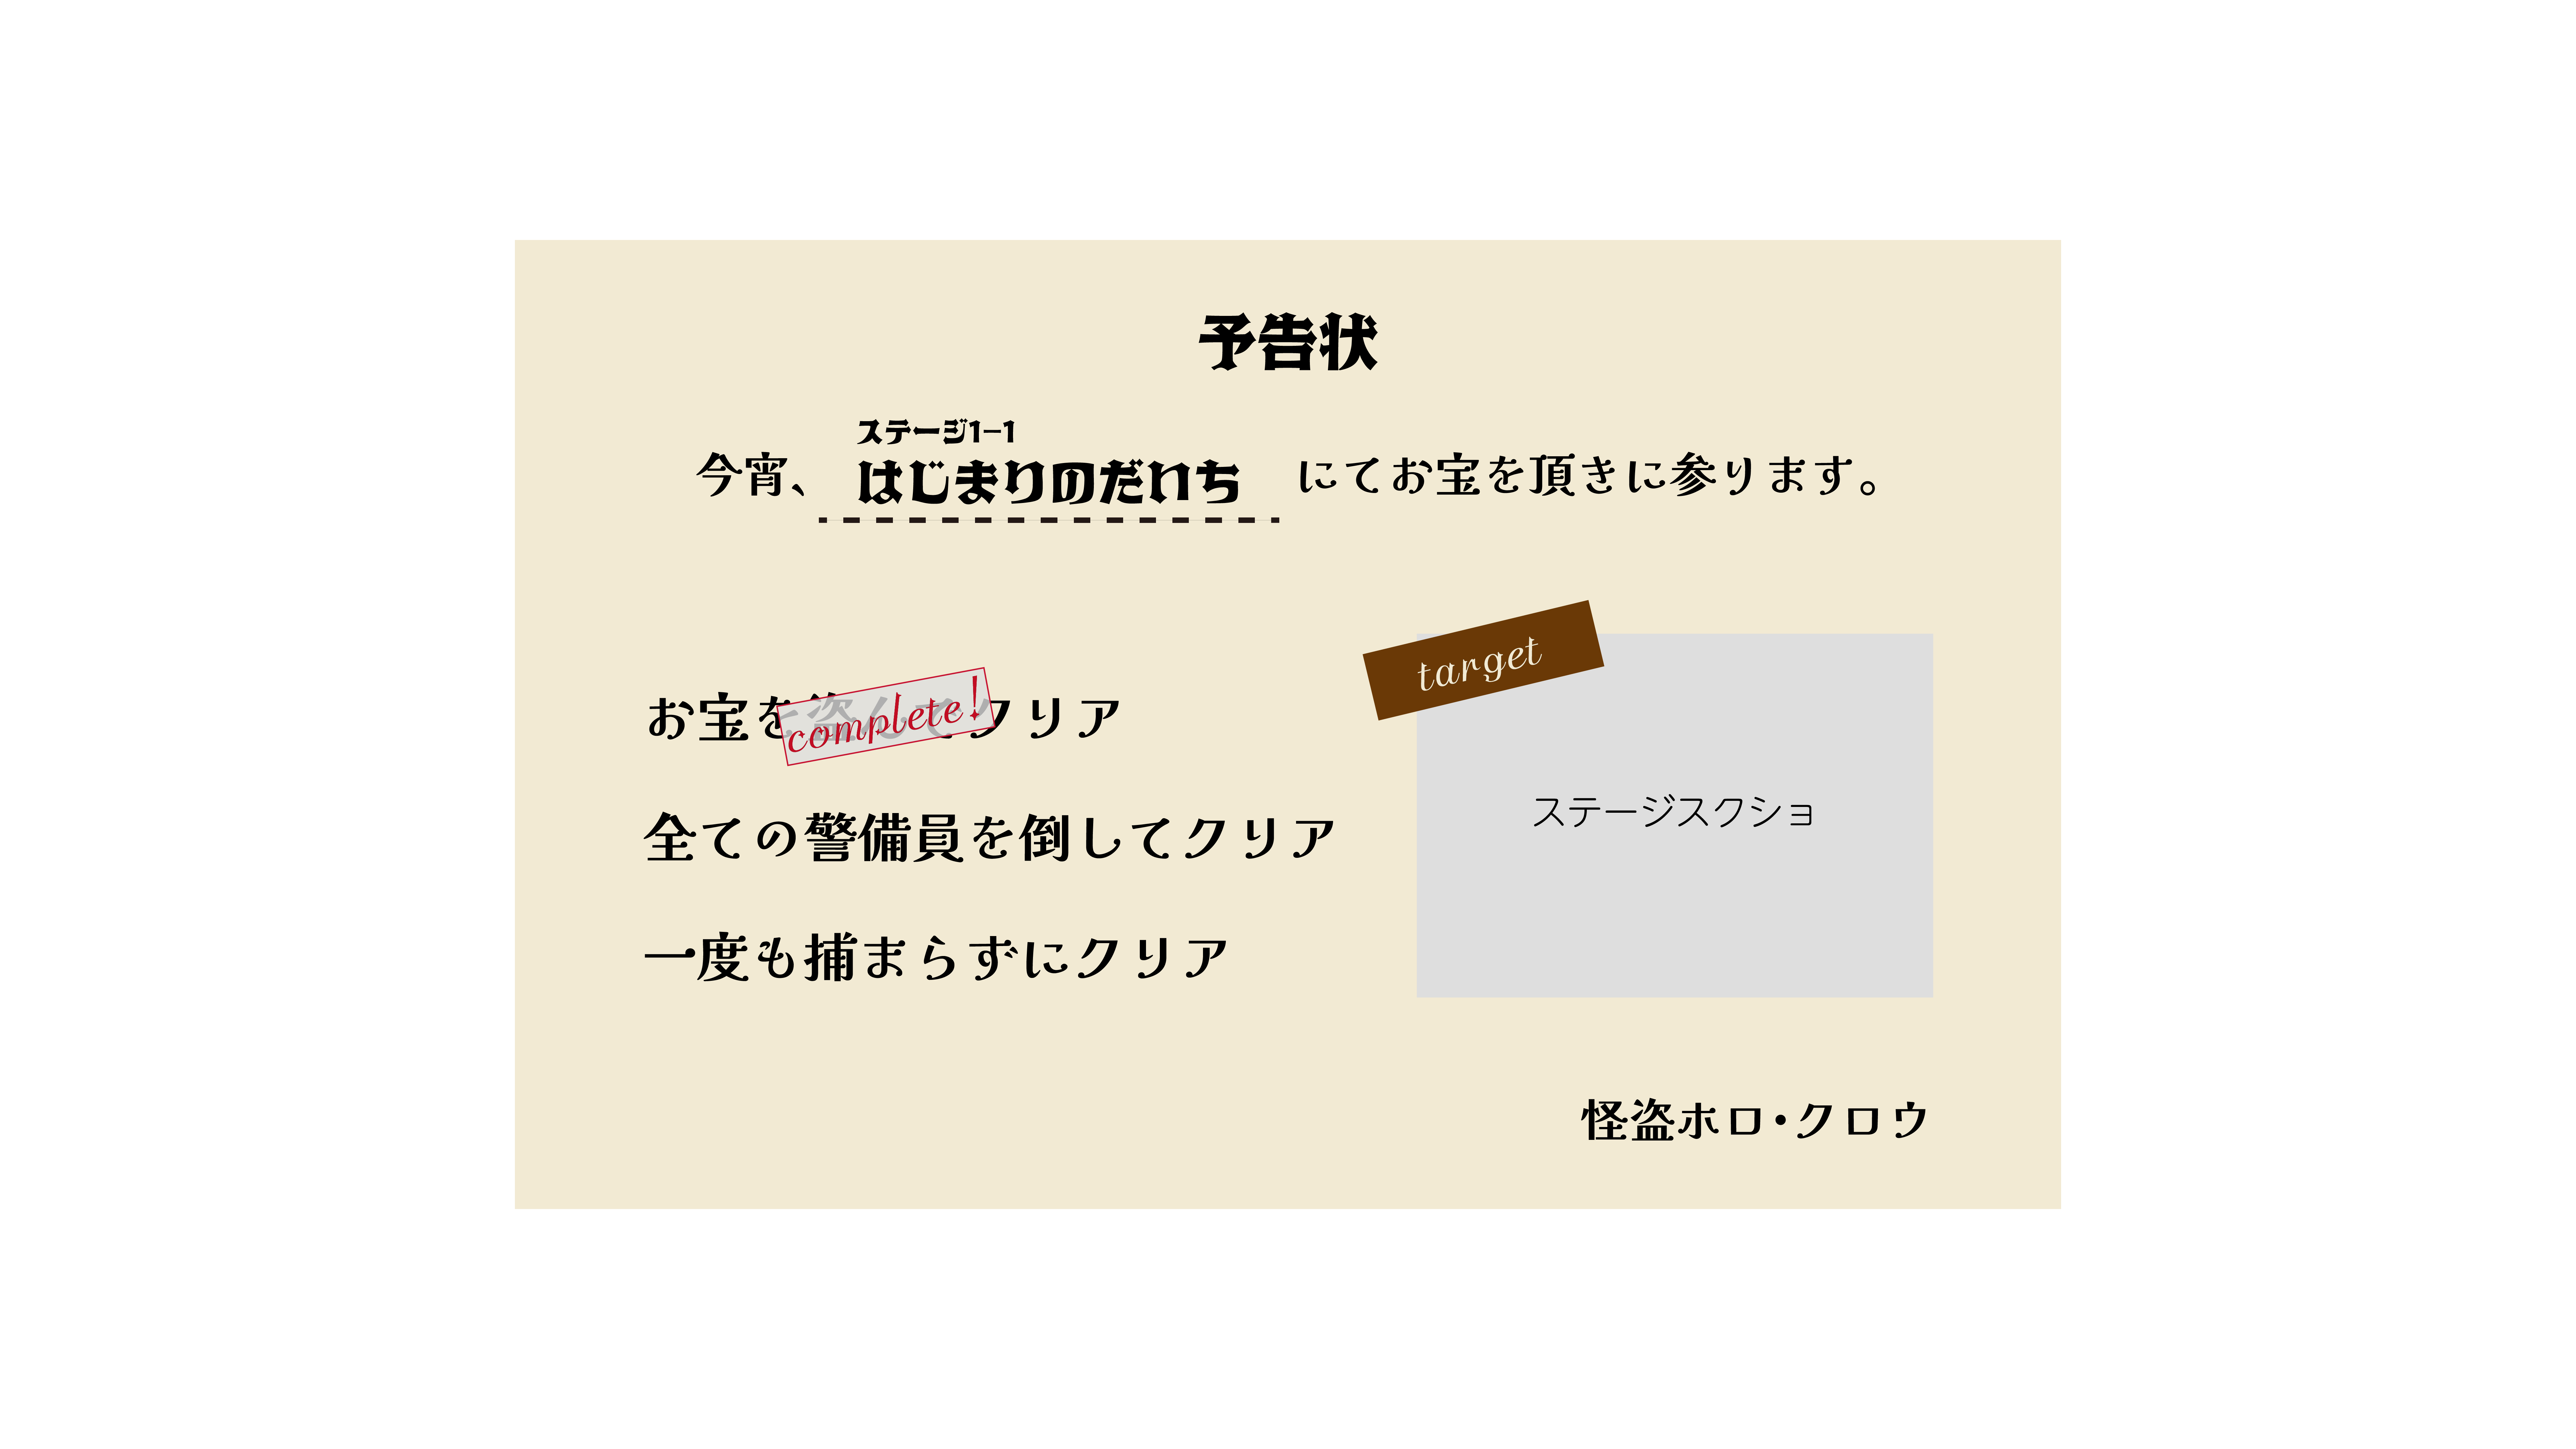 予告状
ステージ1-1
今宵、はじまりのだいち にてお宝を頂きに参ります。
target
お宝を盗んでクリア
complete!
全ての警備員を倒してクリア
ステージスクショ
一度も捕まらずにクリア
怪盗ホロ・クロウ